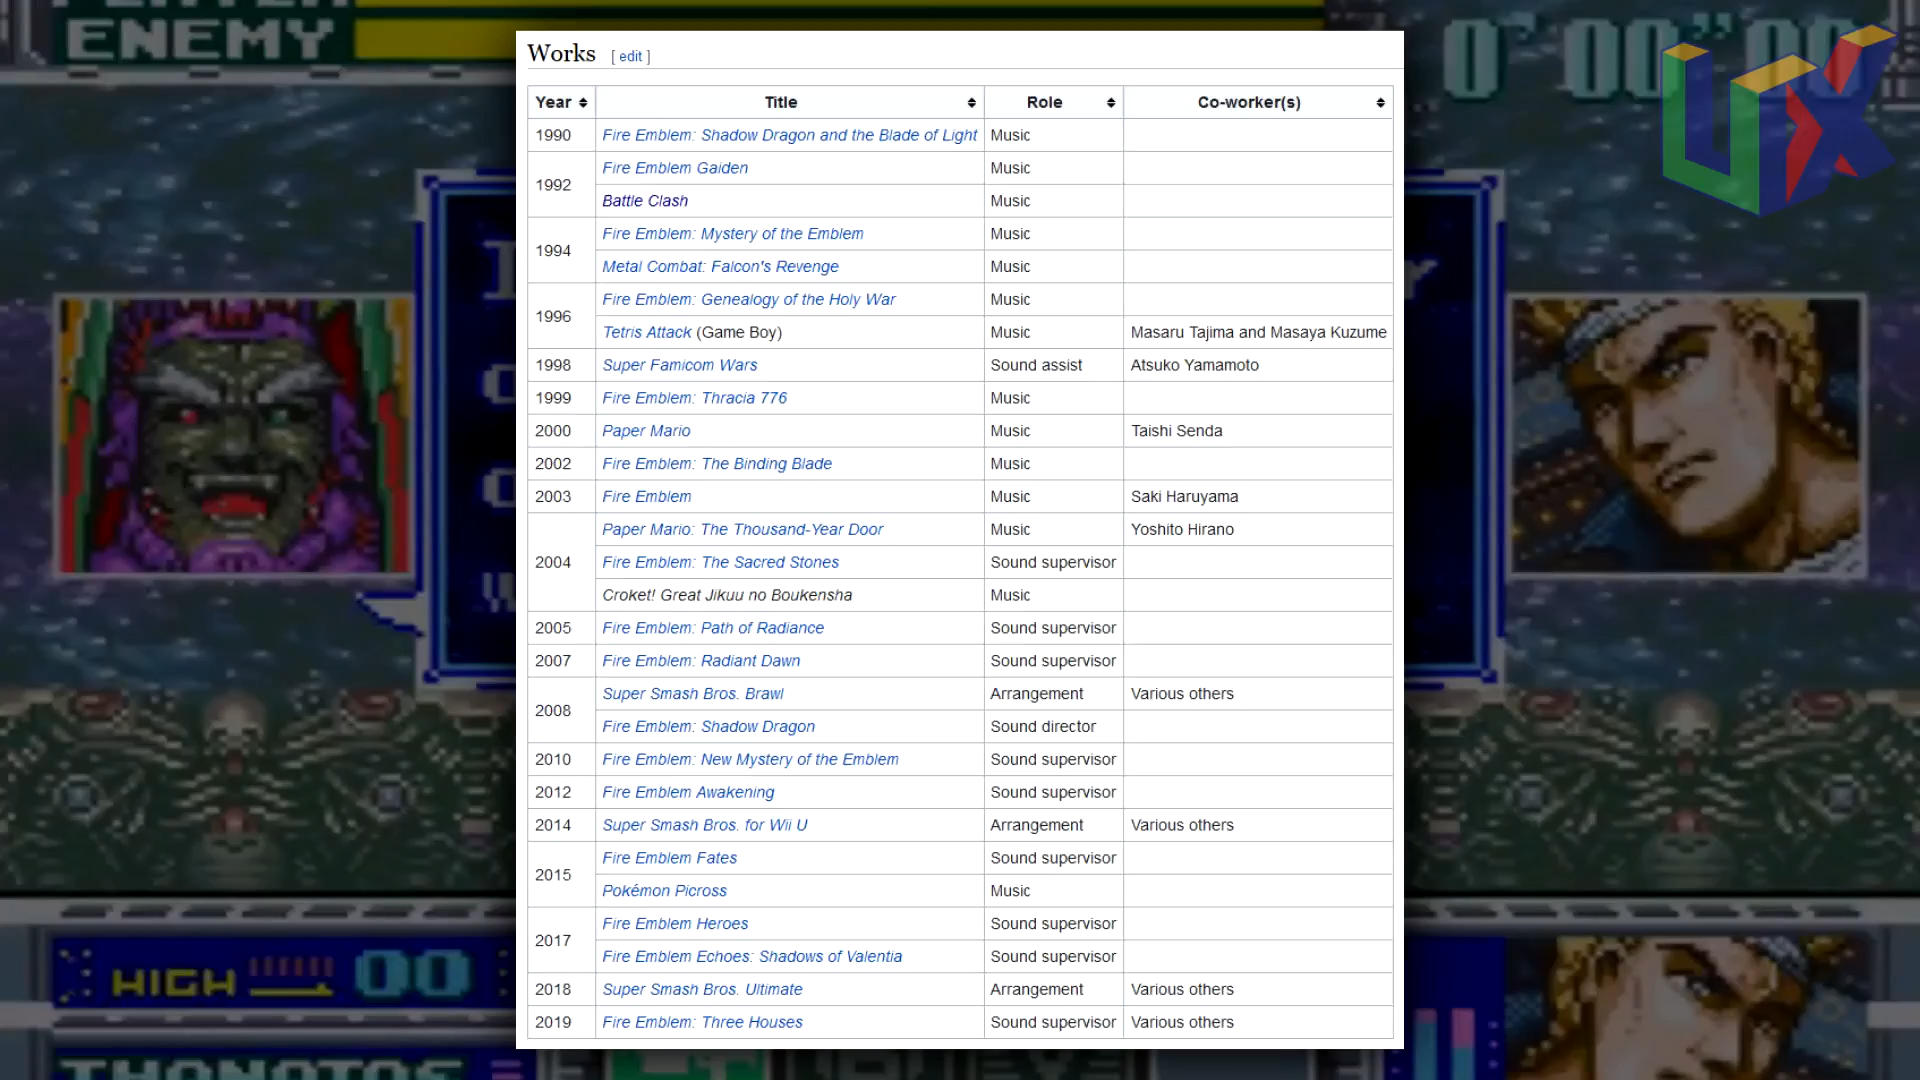 ENEMY
0'00"00
UX
Works [ edit ]
Year Title Role Co-worker(s)
1990 Fire Emblem: Shadow Dragon and the Blade of Light Music
1992 Fire Emblem Gaiden Music
Battle Clash Music
1994 Fire Emblem: Mystery of the Emblem Music
Metal Combat: Falcon's Revenge Music
1996 Fire Emblem: Genealogy of the Holy War Music
Tetris Attack (Game Boy) Music Masaru Tajima and Masaya Kuzume
1998 Super Famicom Wars Sound assist Atsuko Yamamoto
1999 Fire Emblem: Thracia 776 Music
2000 Paper Mario Music Taishi Senda
2002 Fire Emblem: The Binding Blade Music
2003 Fire Emblem Music Saki Haruyama
2004 Paper Mario: The Thousand-Year Door Music Yoshito Hirano
Fire Emblem: The Sacred Stones Sound supervisor
Croket! Great Jikuu no Boukensha Music
2005 Fire Emblem: Path of Radiance Sound supervisor
2007 Fire Emblem: Radiant Dawn Sound supervisor
2008 Super Smash Bros. Brawl Arrangement Various others
Fire Emblem: Shadow Dragon Sound director
2010 Fire Emblem: New Mystery of the Emblem Sound supervisor
2012 Fire Emblem Awakening Sound supervisor
2014 Super Smash Bros. for Wii U Arrangement Various others
2015 Fire Emblem Fates Sound supervisor
Pokémon Picross Music
2017 Fire Emblem Heroes Sound supervisor
Fire Emblem Echoes: Shadows of Valentia Sound supervisor
2018 Super Smash Bros. Ultimate Arrangement Various others
2019 Fire Emblem: Three Houses Sound supervisor Various others
HIGH 00
THANATOS